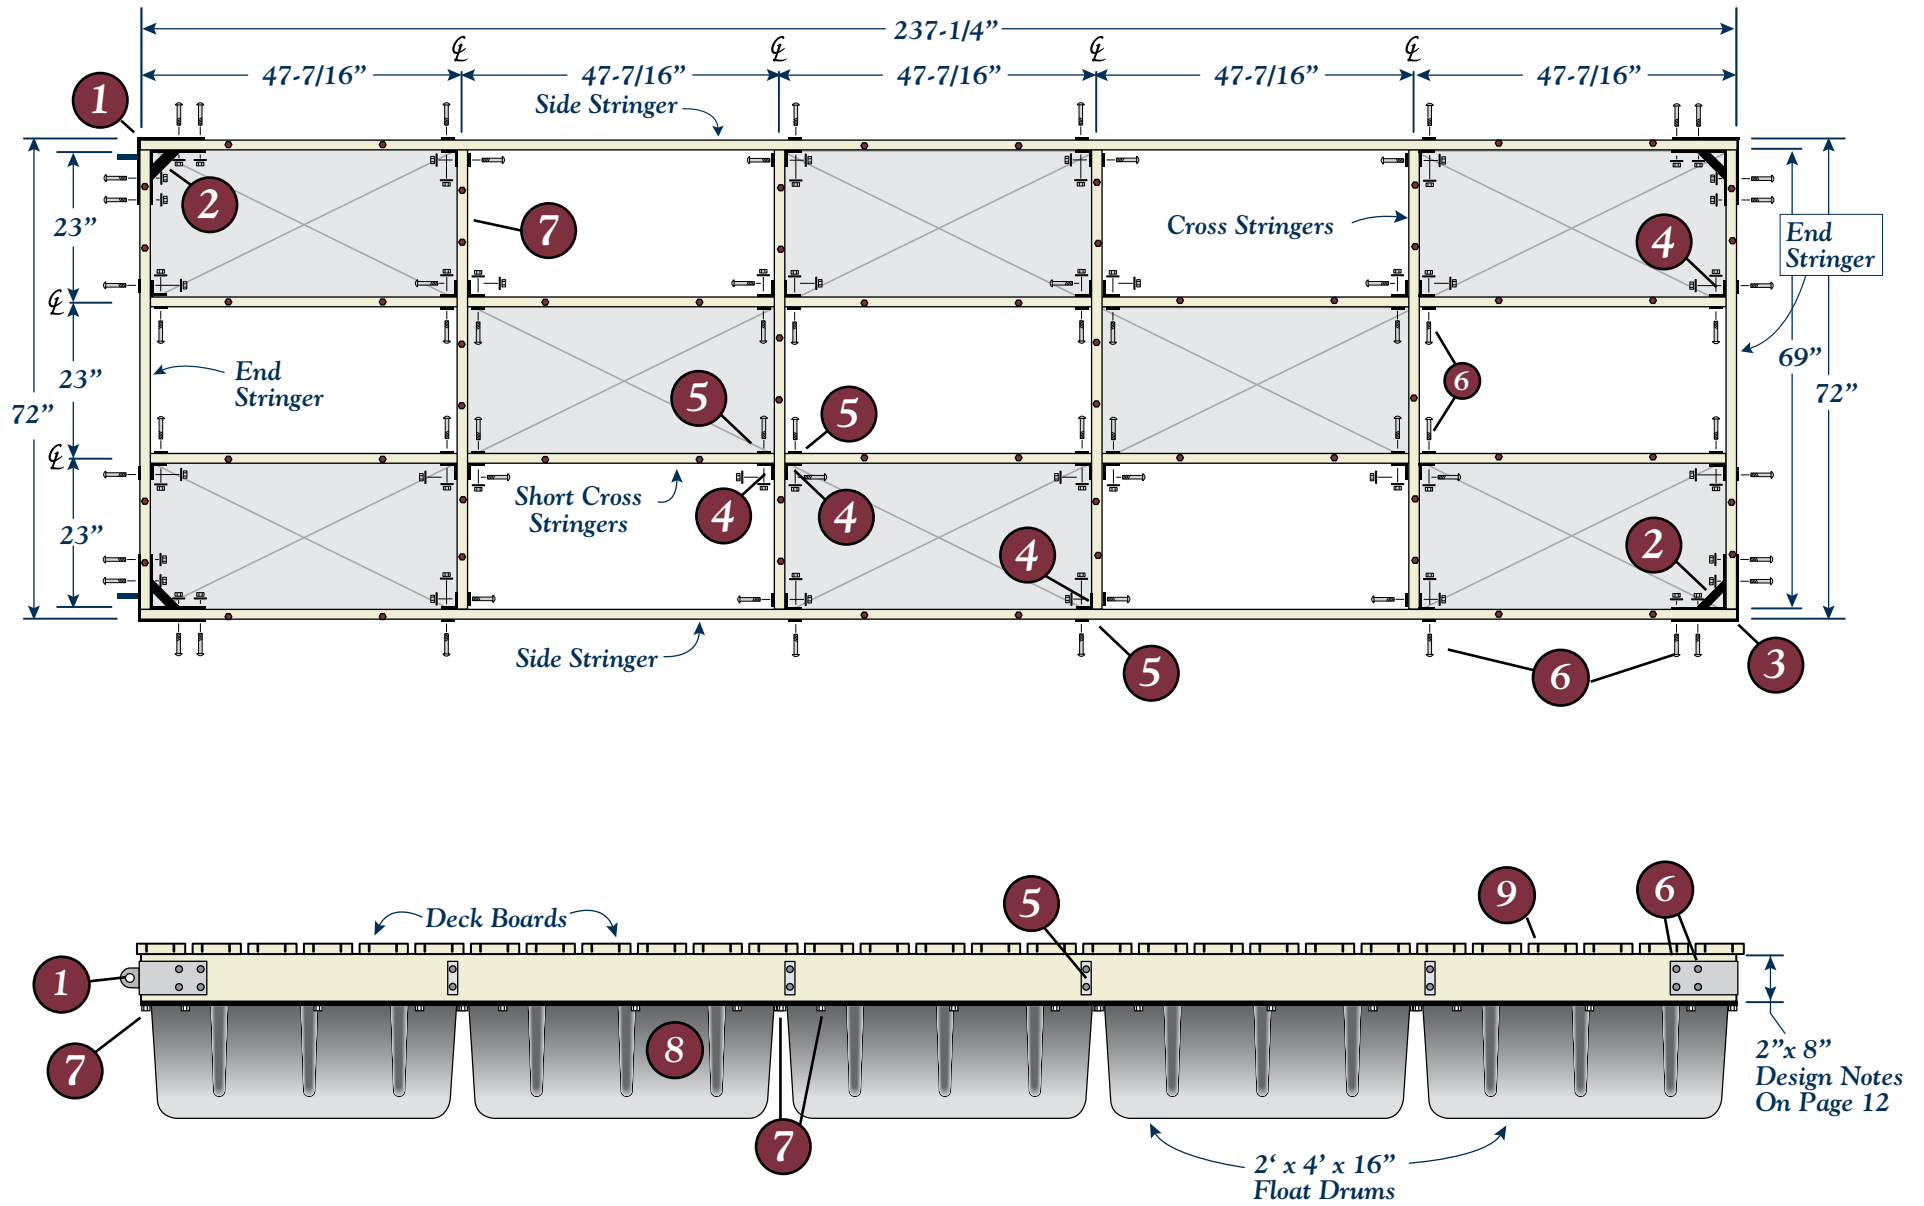 237-1/4”
℄ ℄ ℄ ℄
47-7/16” 47-7/16” 47-7/16” 47-7/16” 47-7/16”
1
Side Stringer
2
7
Cross Stringers
4
End
Stringer
23”
℄
23”
72”
End
Stringer
5
5
6
69”
72”
℄
23”
Short Cross
Stringers
4
4
4
2
Side Stringer
5
6
3
Deck Boards
5
9
6
1
7
8
7
2”x 8”
Design Notes
On Page 12
2‘ x 4’ x 16”
Float Drums